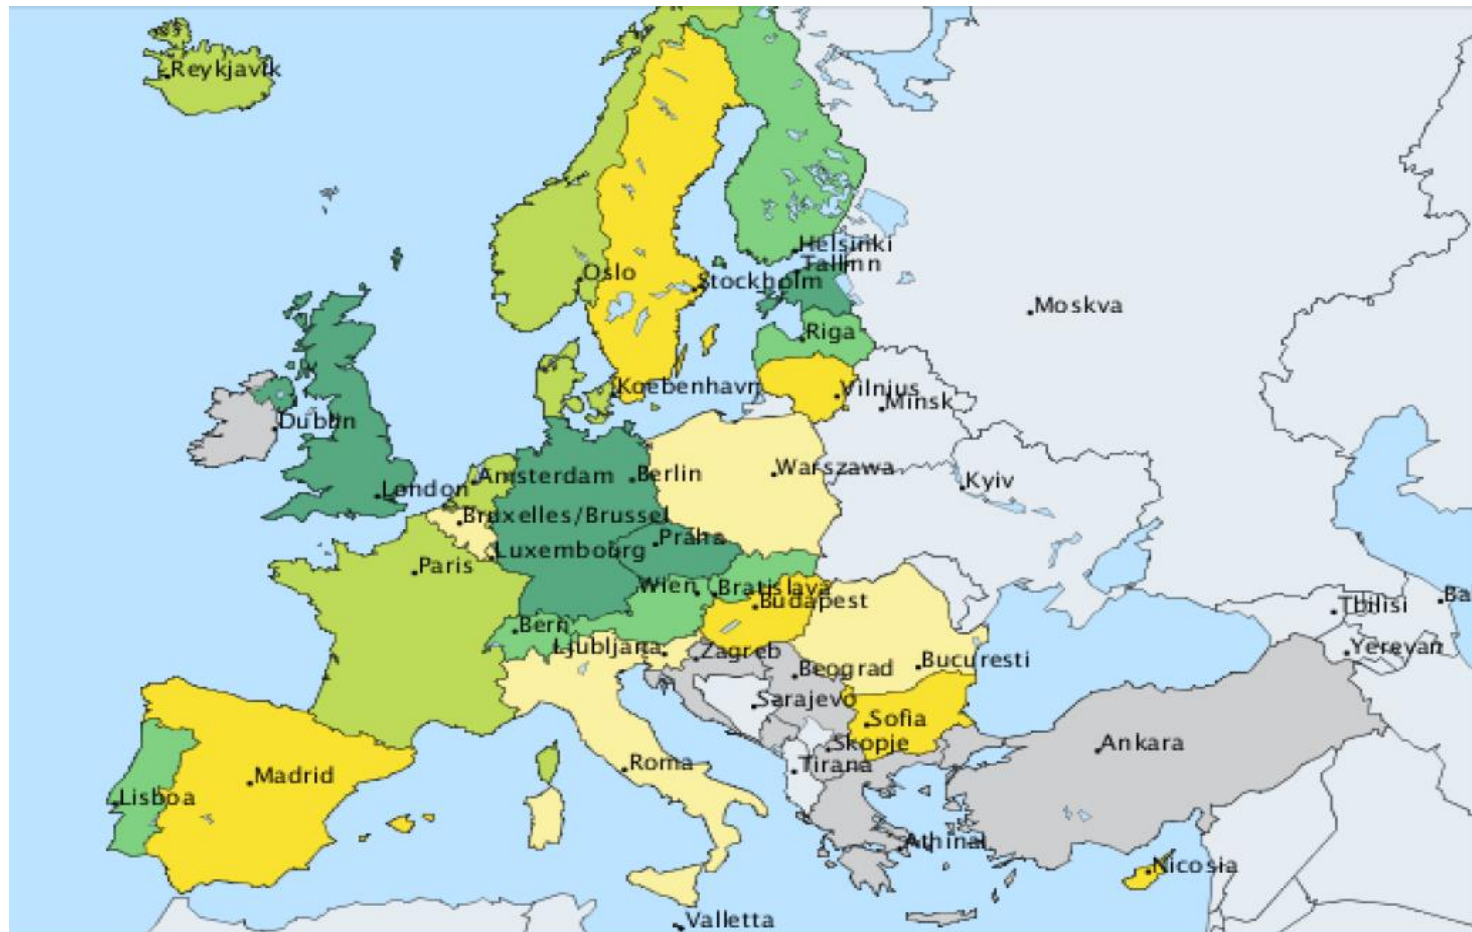 Reykjavik
Helsinki
Tallinn
Oslo
Stockholm
Moskva
Riga
Koebenhavn
Vilnius
Minsk
Dublin
Amsterdam
Berlin
Warszawa
London
Kyiv
Bruxelles/Brussel
Praha
Luxembourg
Paris
Wien
Bratislava
Budapest
Tbilisi
Ba
Bern
Ljubljana
Zagreb
Yerevan
Beograd
Bucuresti
Sarajevo
Sofia
Skopje
Ankara
Tirana
Roma
Madrid
Lisboa
Athinai
Nicosia
Valletta